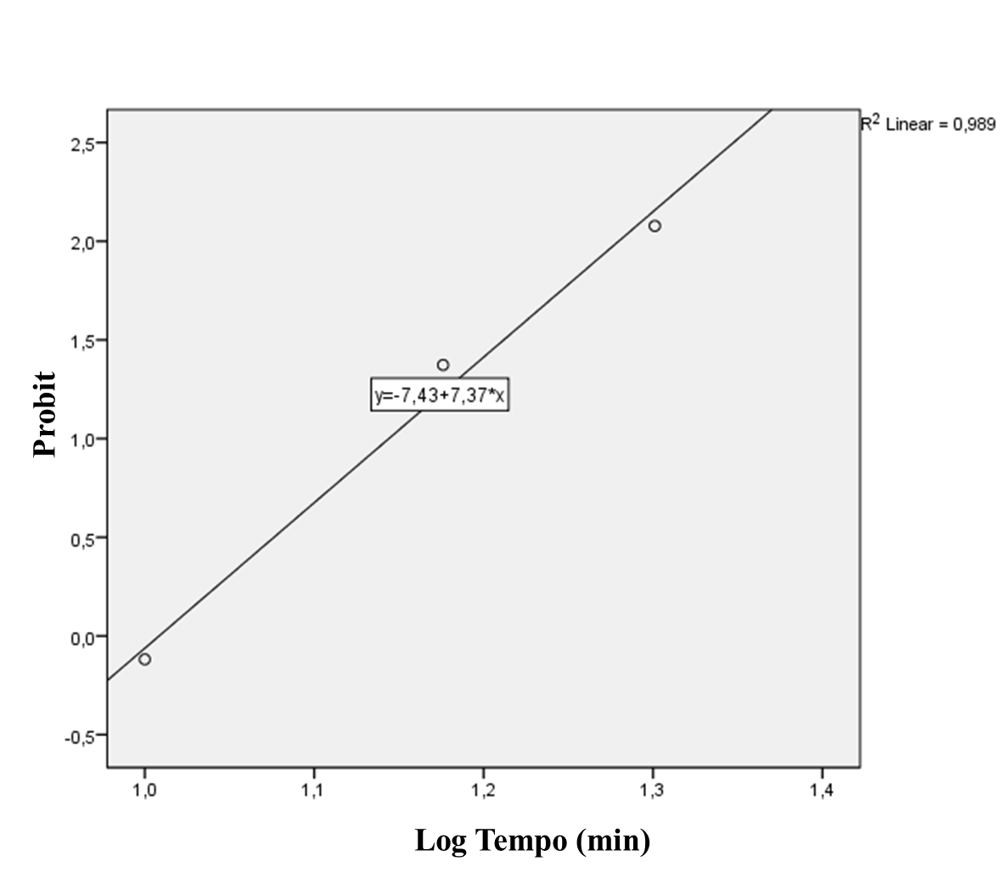 R2 Linear = 0,989
2,5
2,0
1,5
1,0
0,5
0,0
-0,5
Probit
y=-7,43+7,37*x
1,0 1,1 1,2 1,3 1,4
Log Tempo (min)